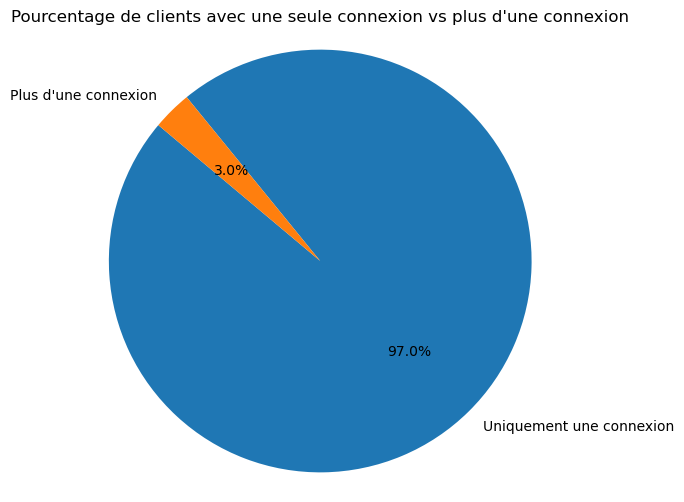 Pourcentage de clients avec une seule connexion vs plus d'une connexion
Plus d'une connexion
3.0%
97.0%
Uniquement une connexion